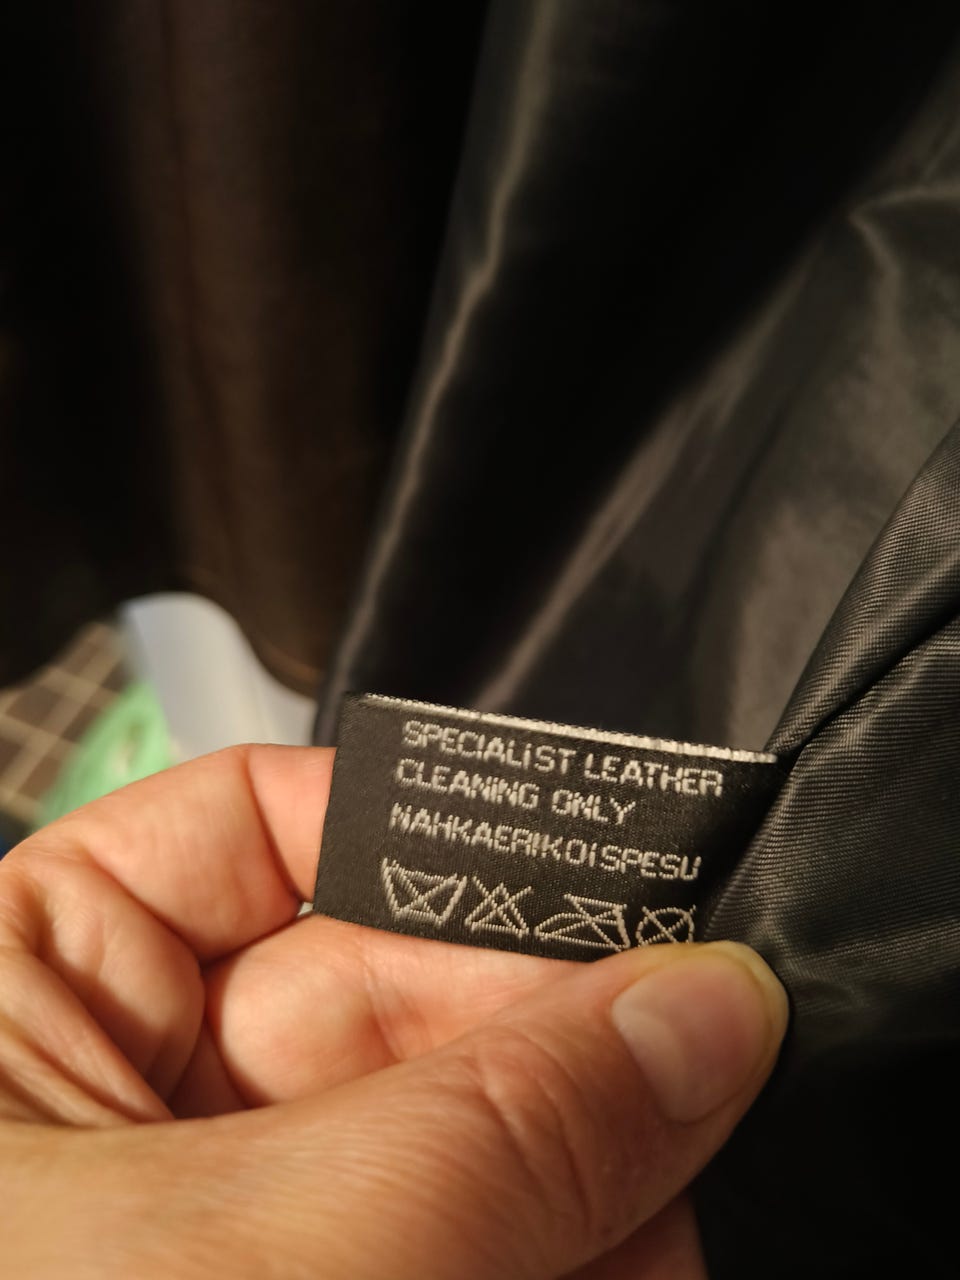 SPECIALIST LEATHER
CLEANING ONLY
NAHKAERIKOISPESU